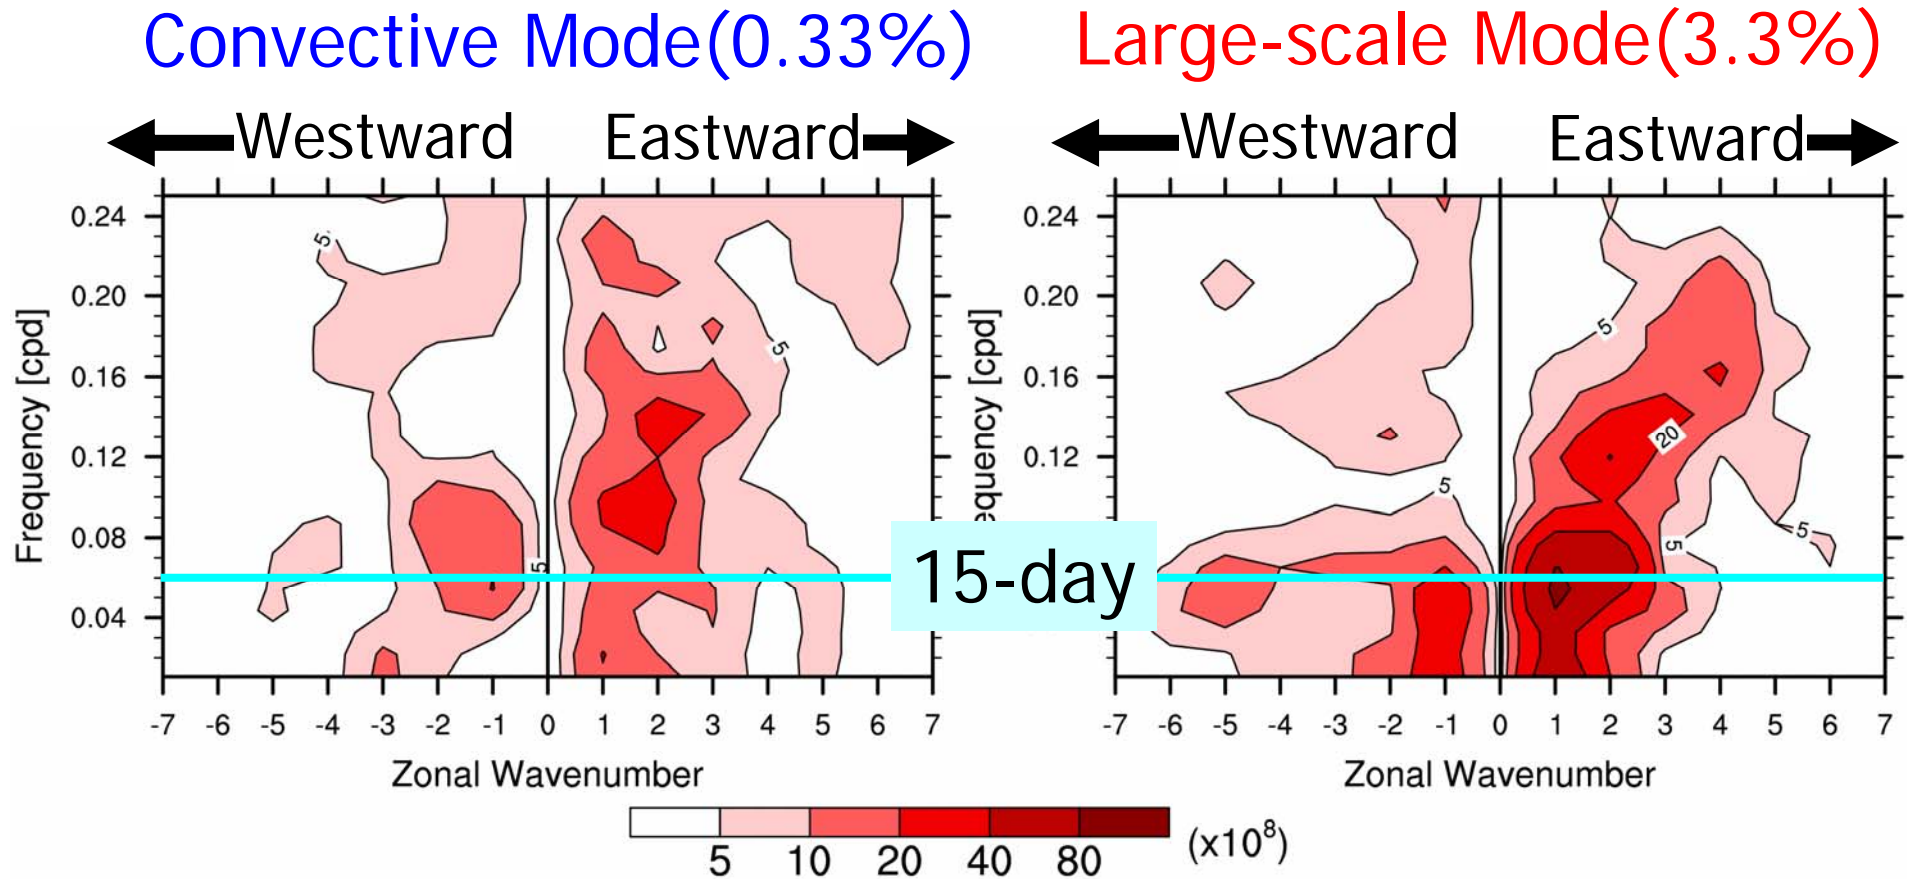 Convective Mode(0.33%)
Large-scale Mode(3.3%)
Westward Eastward
Westward Eastward
Frequency [cpd]
0.24
0.20
0.16
0.12
0.08
0.04
5
5
5
-7 -6 -5 -4 -3 -2 -1 0 1 2 3 4 5 6 7
Zonal Wavenumber
equency [cpd]
0.24
0.20
0.16
0.12
5
20
5
5
5
-7 -6 -5 -4 -3 -2 -1 0 1 2 3 4 5 6 7
Zonal Wavenumber
15-day
5 10 20 40 80
(x10⁸)